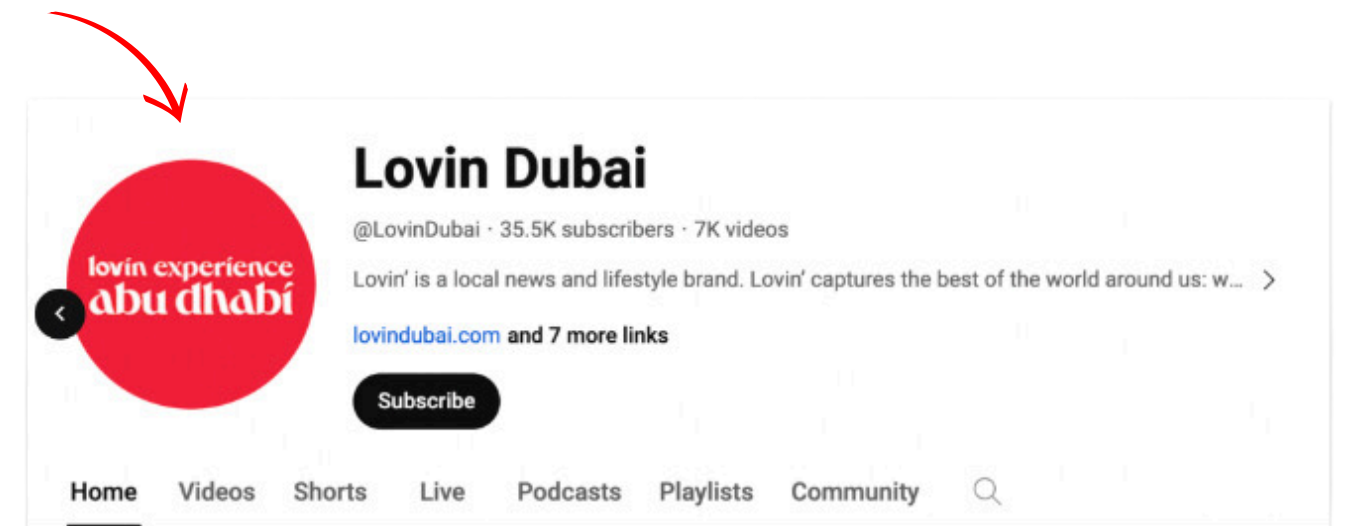 Lovin Dubai
@LovinDubai · 35.5K subscribers · 7K videos
lovin experience
abu dhabi
Lovin' is a local news and lifestyle brand. Lovin' captures the best of the world around us: w...
lovindubai.com and 7 more links
Subscribe
Home Videos Shorts Live Podcasts Playlists Community